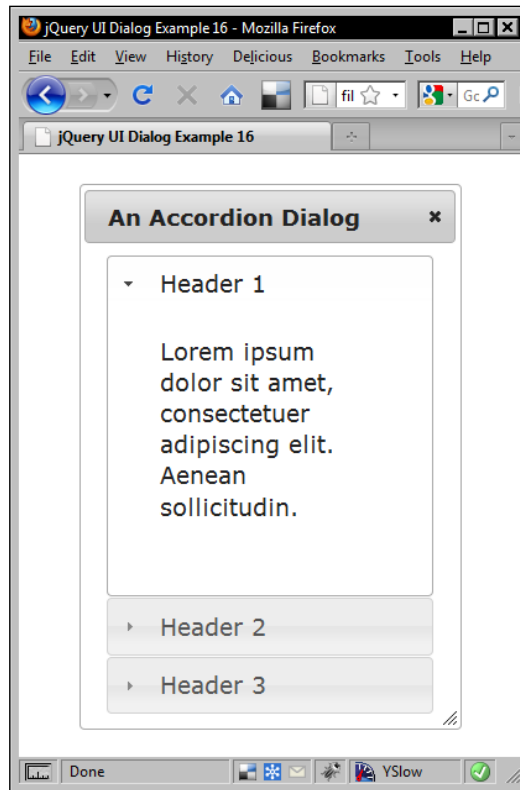 jQuery UI Dialog Example 16 - Mozilla Firefox
File Edit View History Delicious Bookmarks Tools Help
fil Gc
jQuery UI Dialog Example 16
An Accordion Dialog
Header 1
Lorem ipsum
dolor sit amet,
consectetuer
adipiscing elit.
Aenean
sollicitudin.
Header 2
Header 3
Done YSlow